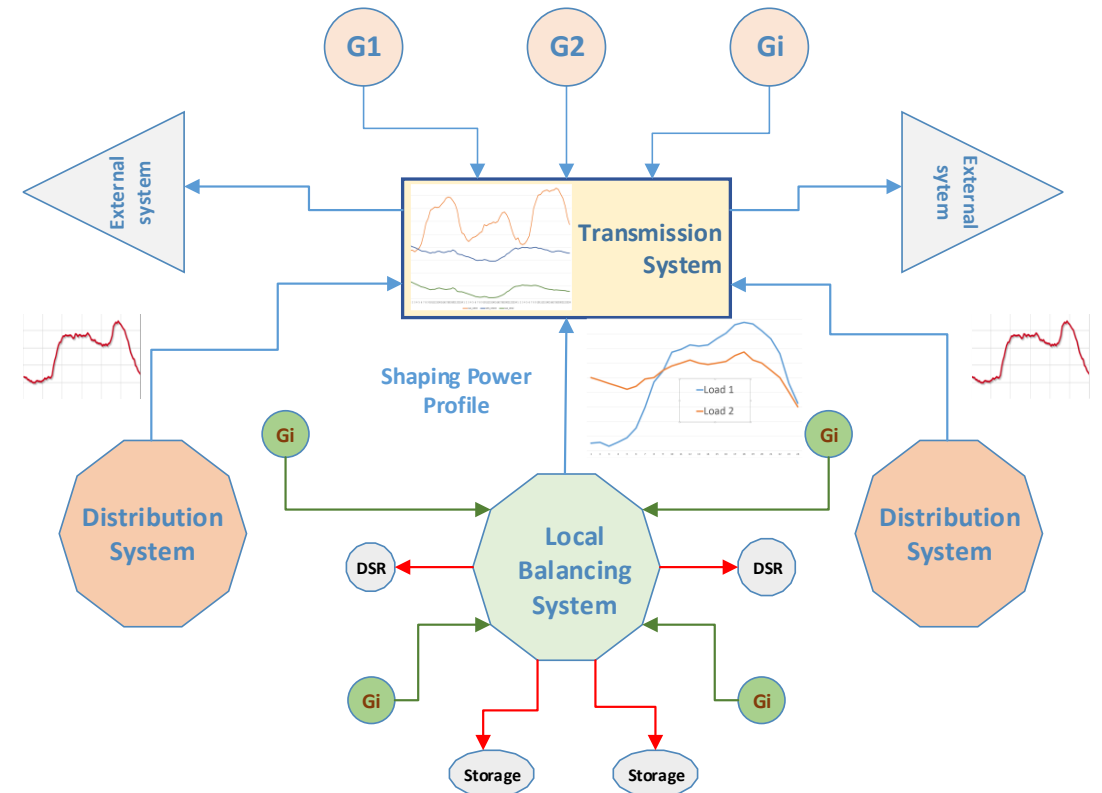 G1
G2
Gi
External
system
External
sytem
Transmission
System
Shaping Power
Profile
Load 1
Load 2
Gi
Gi
Distribution
System
Distribution
System
Local
Balancing
System
DSR
DSR
Gi
Gi
Storage
Storage